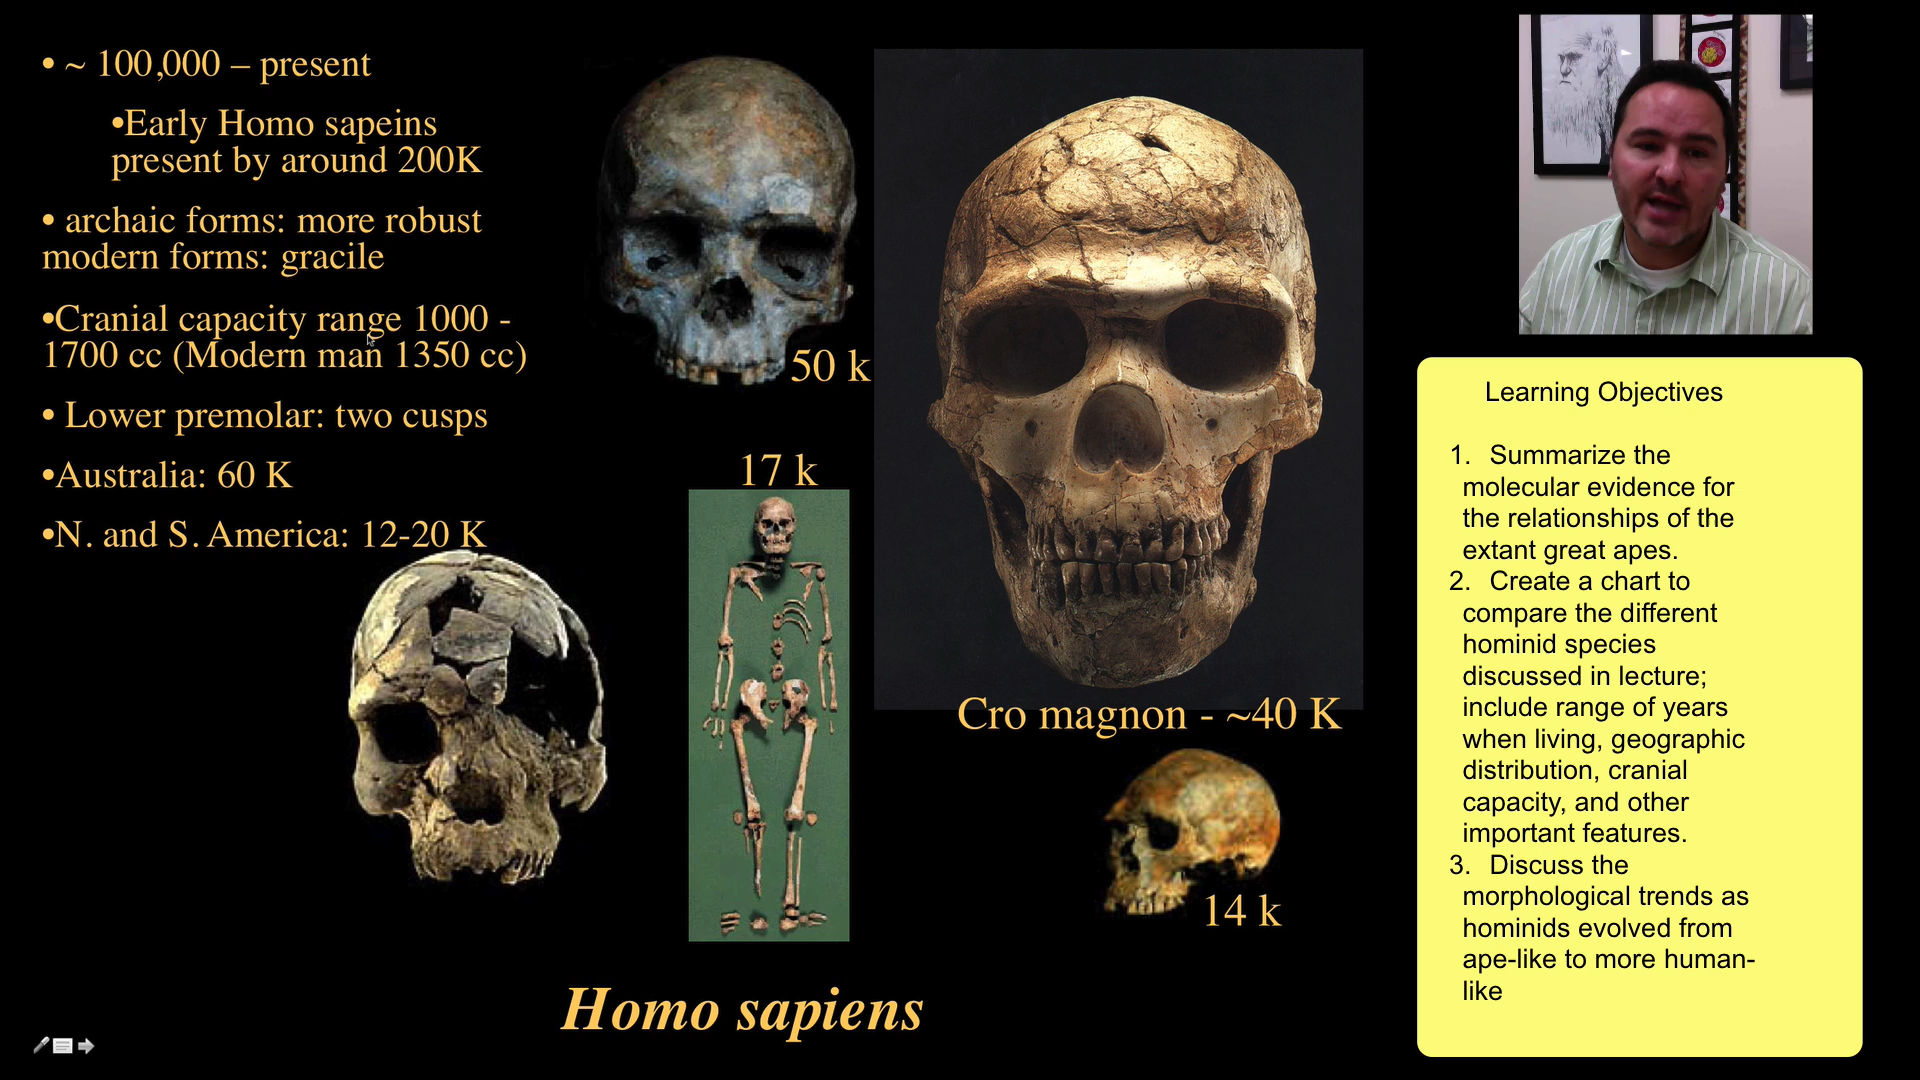 • ~ 100,000 – present
•Early Homo sapeins
present by around 200K
• archaic forms: more robust
modern forms: gracile
•Cranial capacity range 1000 -
1700 cc (Modern man 1350 cc)
• Lower premolar: two cusps
•Australia: 60 K
•N. and S. America: 12-20 K
50 k
17 k
Cro magnon - ~40 K
14 k
Homo sapiens
Learning Objectives
1. Summarize the
molecular evidence for
the relationships of the
extant great apes.
2. Create a chart to
compare the different
hominid species
discussed in lecture;
include range of years
when living, geographic
distribution, cranial
capacity, and other
important features.
3. Discuss the
morphological trends as
hominids evolved from
ape-like to more human-
like